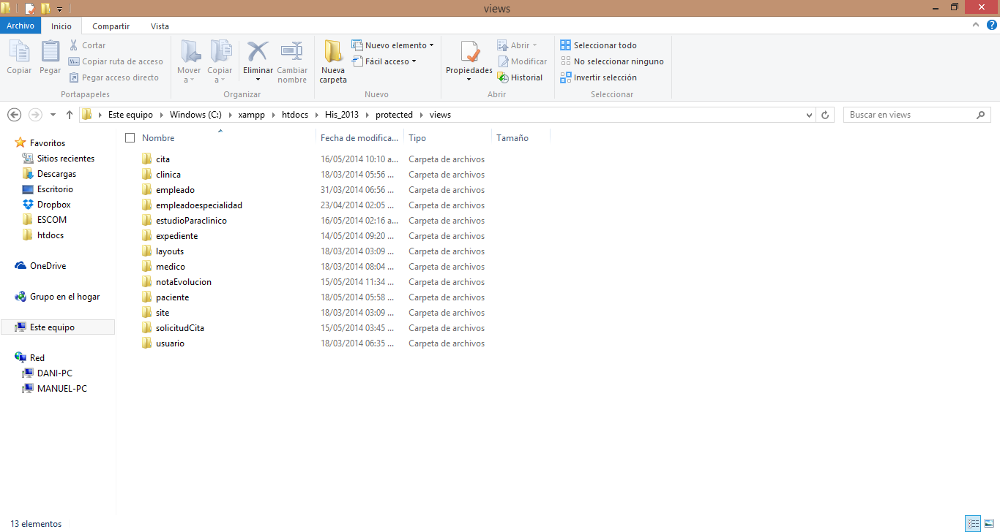 views
Archivo Inicio Compartir Vista
Copiar
Pegar
Cortar
Copiar ruta de acceso
Pegar acceso directo
Portapapeles
Mover a
Copiar a
Eliminar
Cambiar nombre
Organizar
Nueva carpeta
Nuevo elemento
Fácil acceso
Nuevo
Propiedades
Abrir
Modificar
Historial
Abrir
Seleccionar todo
No seleccionar ninguno
Invertir selección
Seleccionar
Este equipo Windows (C:) xampp htdocs His_2013 protected views
Buscar en views
Favoritos
Sitios recientes
Descargas
Escritorio
Dropbox
ESCOM
htdocs
OneDrive
Grupo en el hogar
Este equipo
Red
DANI-PC
MANUEL-PC
Nombre Fecha de modifica... Tipo Tamaño
cita 16/05/2014 10:10 a... Carpeta de archivos
clinica 18/03/2014 05:56 ... Carpeta de archivos
empleado 31/03/2014 06:56 ... Carpeta de archivos
empleadoespecialidad 23/04/2014 02:05 ... Carpeta de archivos
estudioParaclinico 16/05/2014 02:16 a... Carpeta de archivos
expediente 14/05/2014 09:20 ... Carpeta de archivos
layouts 18/03/2014 03:09 ... Carpeta de archivos
medico 18/03/2014 08:04 ... Carpeta de archivos
notaEvolucion 15/05/2014 11:34 ... Carpeta de archivos
paciente 18/05/2014 05:58 ... Carpeta de archivos
site 18/03/2014 03:09 ... Carpeta de archivos
solicitudCita 15/05/2014 03:45 ... Carpeta de archivos
usuario 18/03/2014 06:35 ... Carpeta de archivos
13 elementos